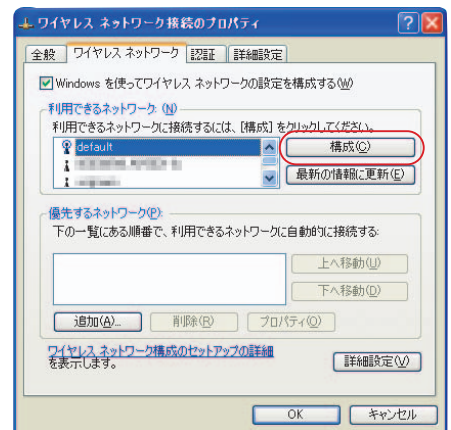 ワイヤレス ネットワーク接続のプロパティ
全般 ワイヤレス ネットワーク 認証 詳細設定
Windows を使ってワイヤレス ネットワークの設定を構成する(W)
利用できるネットワーク: (N)
利用できるネットワークに接続するには、[構成] をクリックしてください。
default
構成(C)
最新の情報に更新(E)
優先するネットワーク(P):
下の一覧にある順番で、利用できるネットワークに自動的に接続する:
上へ移動(U)
下へ移動(D)
追加(A)... 削除(R) プロパティ(O)
ワイヤレス ネットワーク構成のセットアップの詳細
を表示します。
詳細設定(V)
OK キャンセル